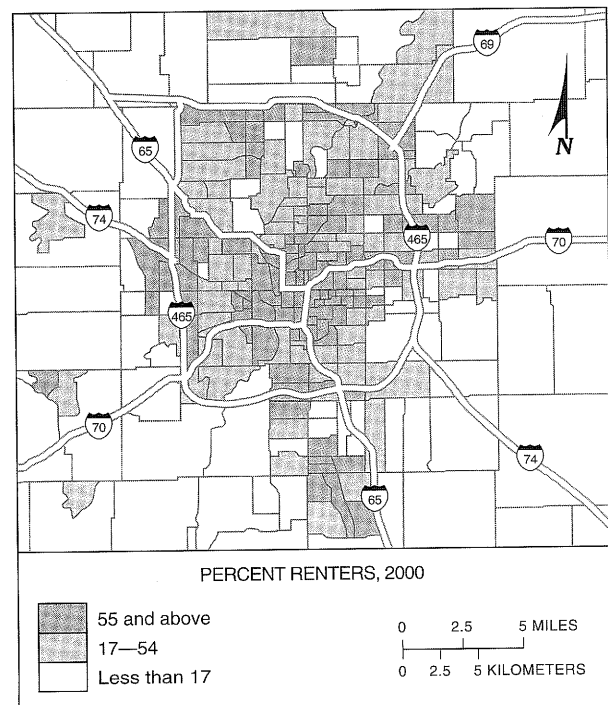 69
65
N
74
465
70
465
70
74
65
PERCENT RENTERS, 2000
55 and above
17—54
Less than 17
0 2.5 5 MILES
0 2.5 5 KILOMETERS